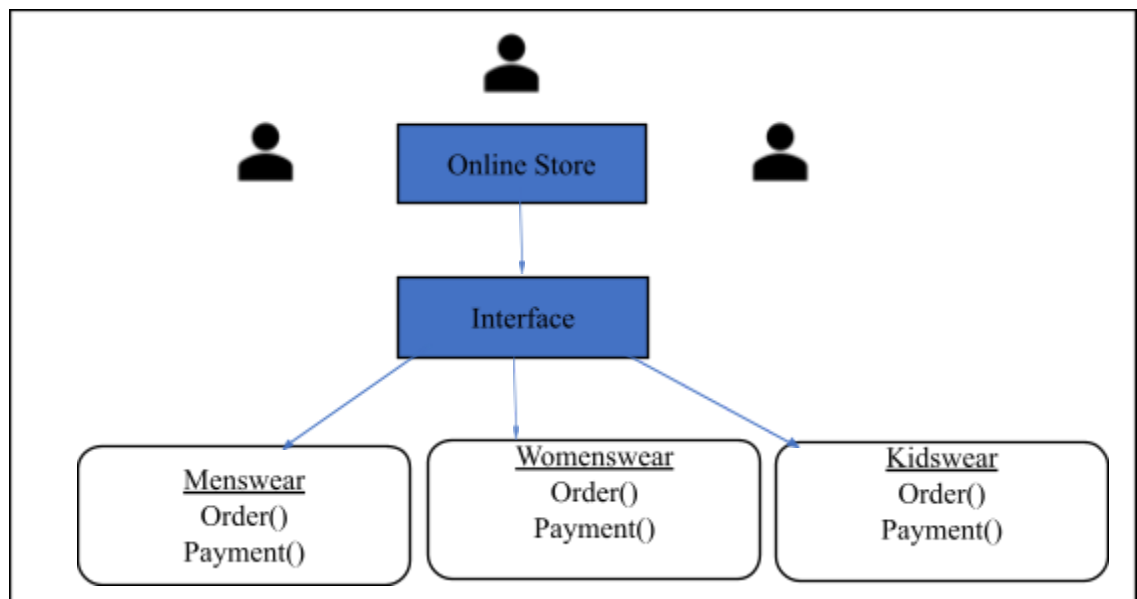 Online Store
Interface
Menswear
Order()
Payment()
Womenswear
Order()
Payment()
Kidswear
Order()
Payment()